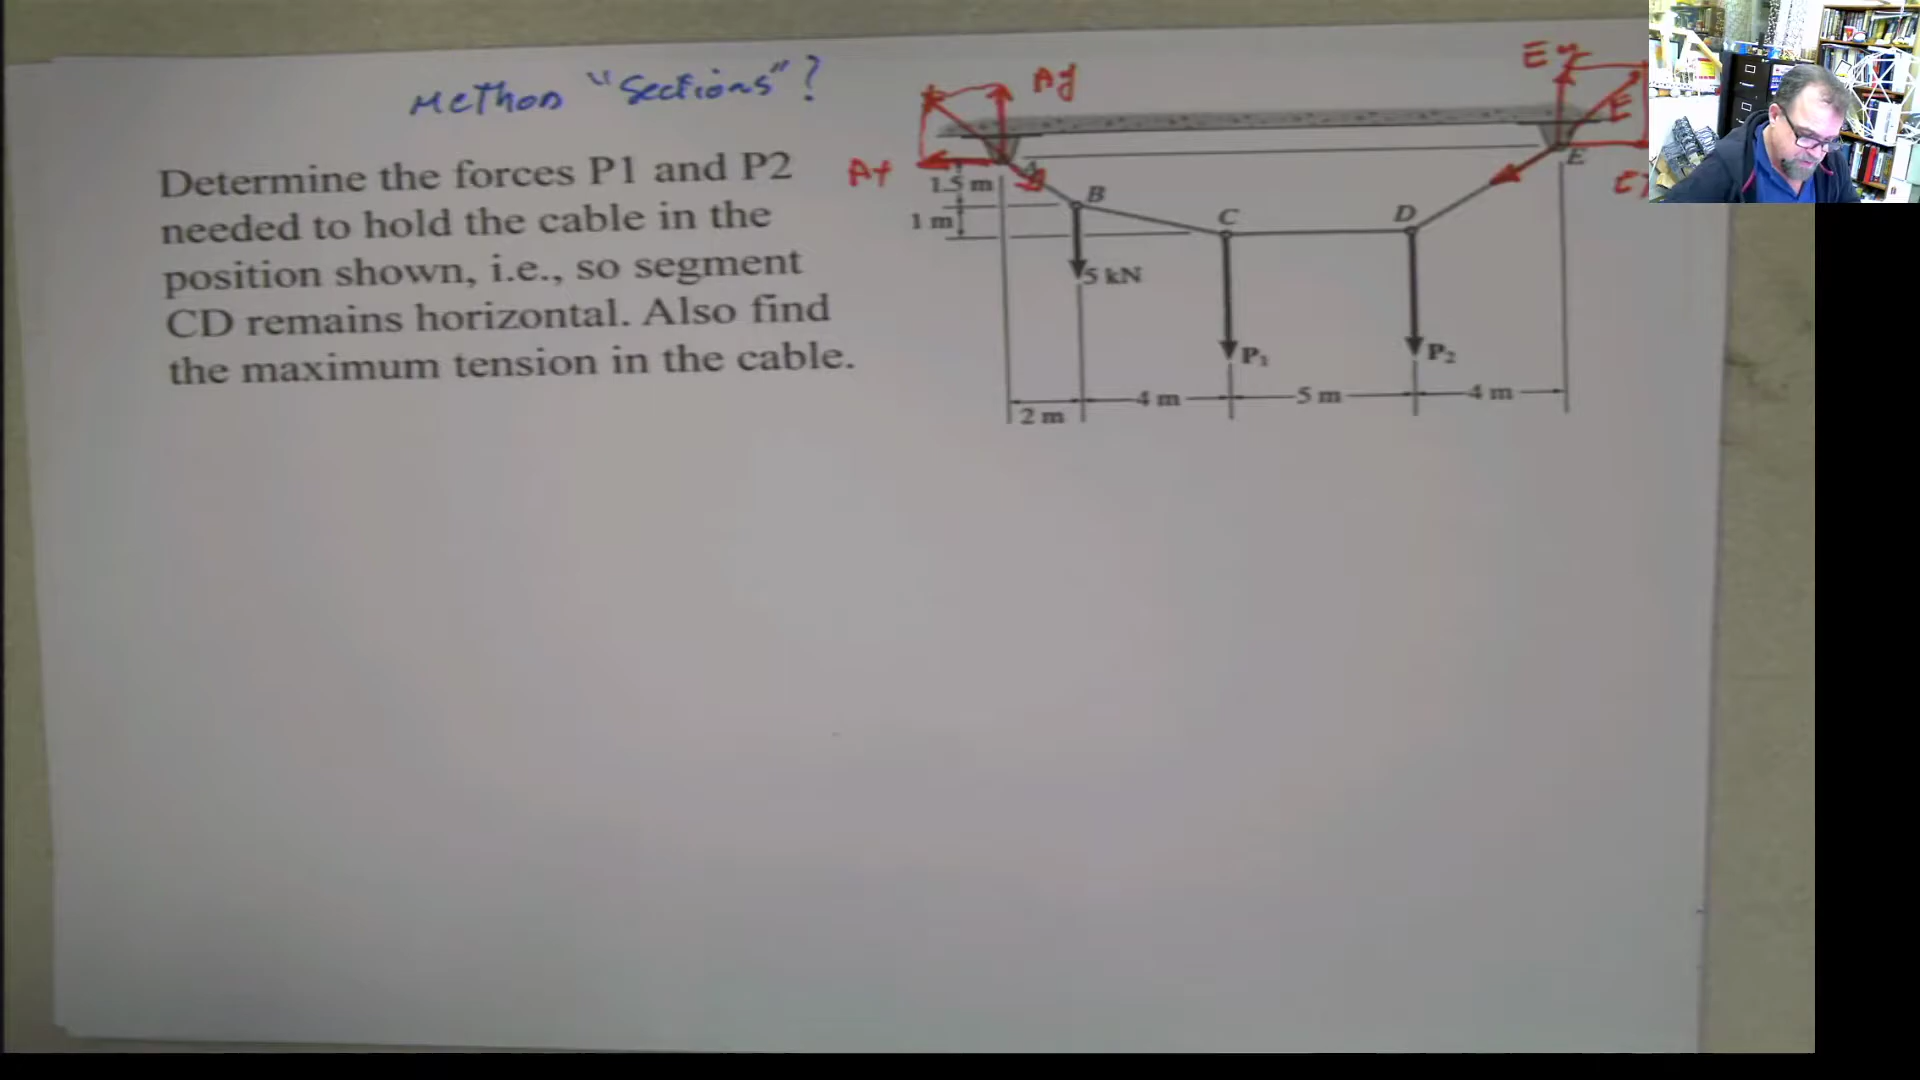 Method "Sections"?
Determine the forces P1 and P2
needed to hold the cable in the
position shown, i.e., so segment
CD remains horizontal. Also find
the maximum tension in the cable.
Ay
Ey
E
A
E
1.5 m
B
C
D
1 m
5 kN
P₁
P₂
2 m
4 m
5 m
4 m